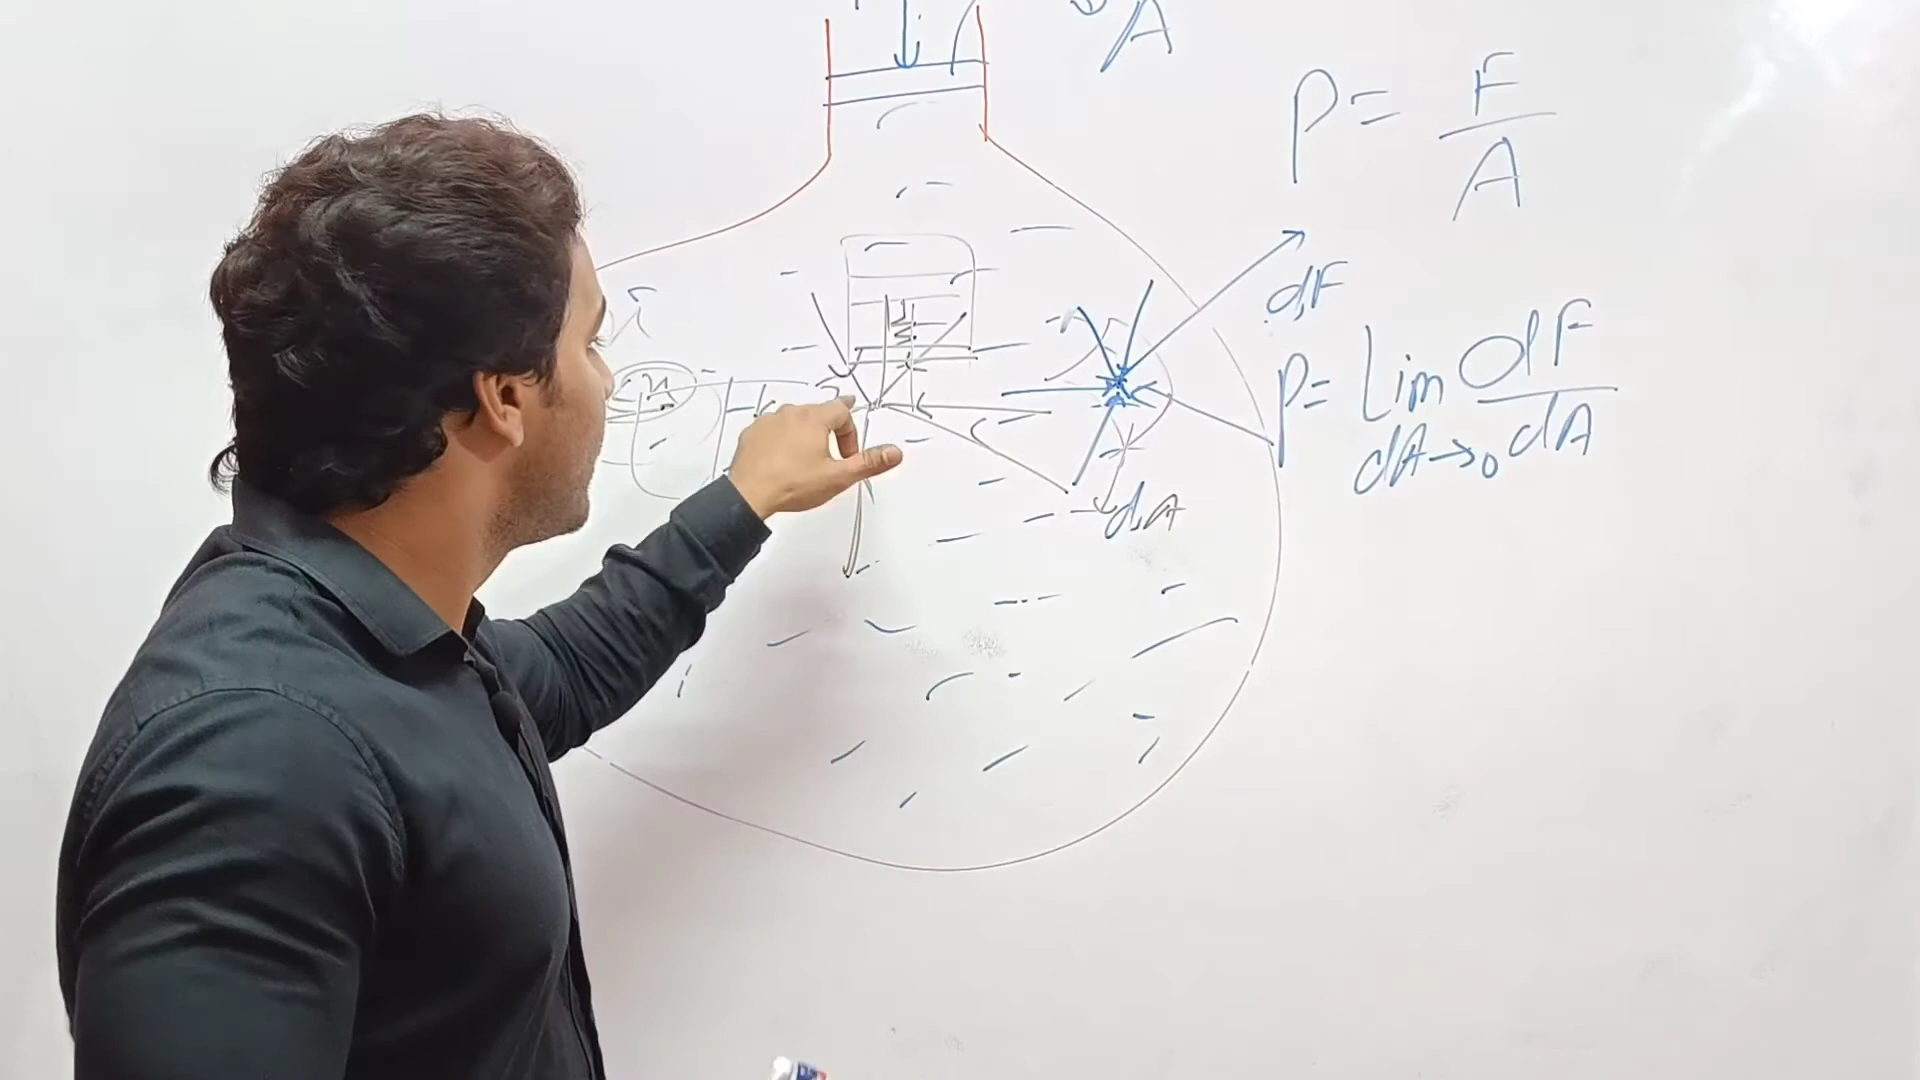 A
P = F / A
dF
P = Lim dF / dA
dA→0
dA